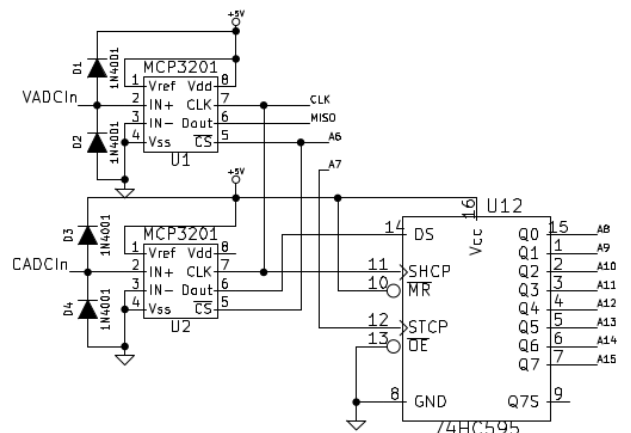 +5V
MCP3201
D1
1N4001
1 Vref Vdd 8
VADCIn
2 IN+ CLK 7
CLK
3 IN- Dout 6
MISO
4 Vss CS 5
A6
D2
1N4001
U1
A7
+5V
MCP3201
D3
1N4001
1 Vref Vdd 8
CADCIn
2 IN+ CLK 7
3 IN- Dout 6
4 Vss CS 5
D4
1N4001
U2
U12
16
Vcc
14 DS Q0 15 A8
Q1 1 A9
11 SHCP Q2 2 A10
10 MR Q3 3 A11
Q4 4 A12
12 STCP Q5 5 A13
13 OE Q6 6 A14
Q7 7 A15
8 GND Q7S 9
74HC595